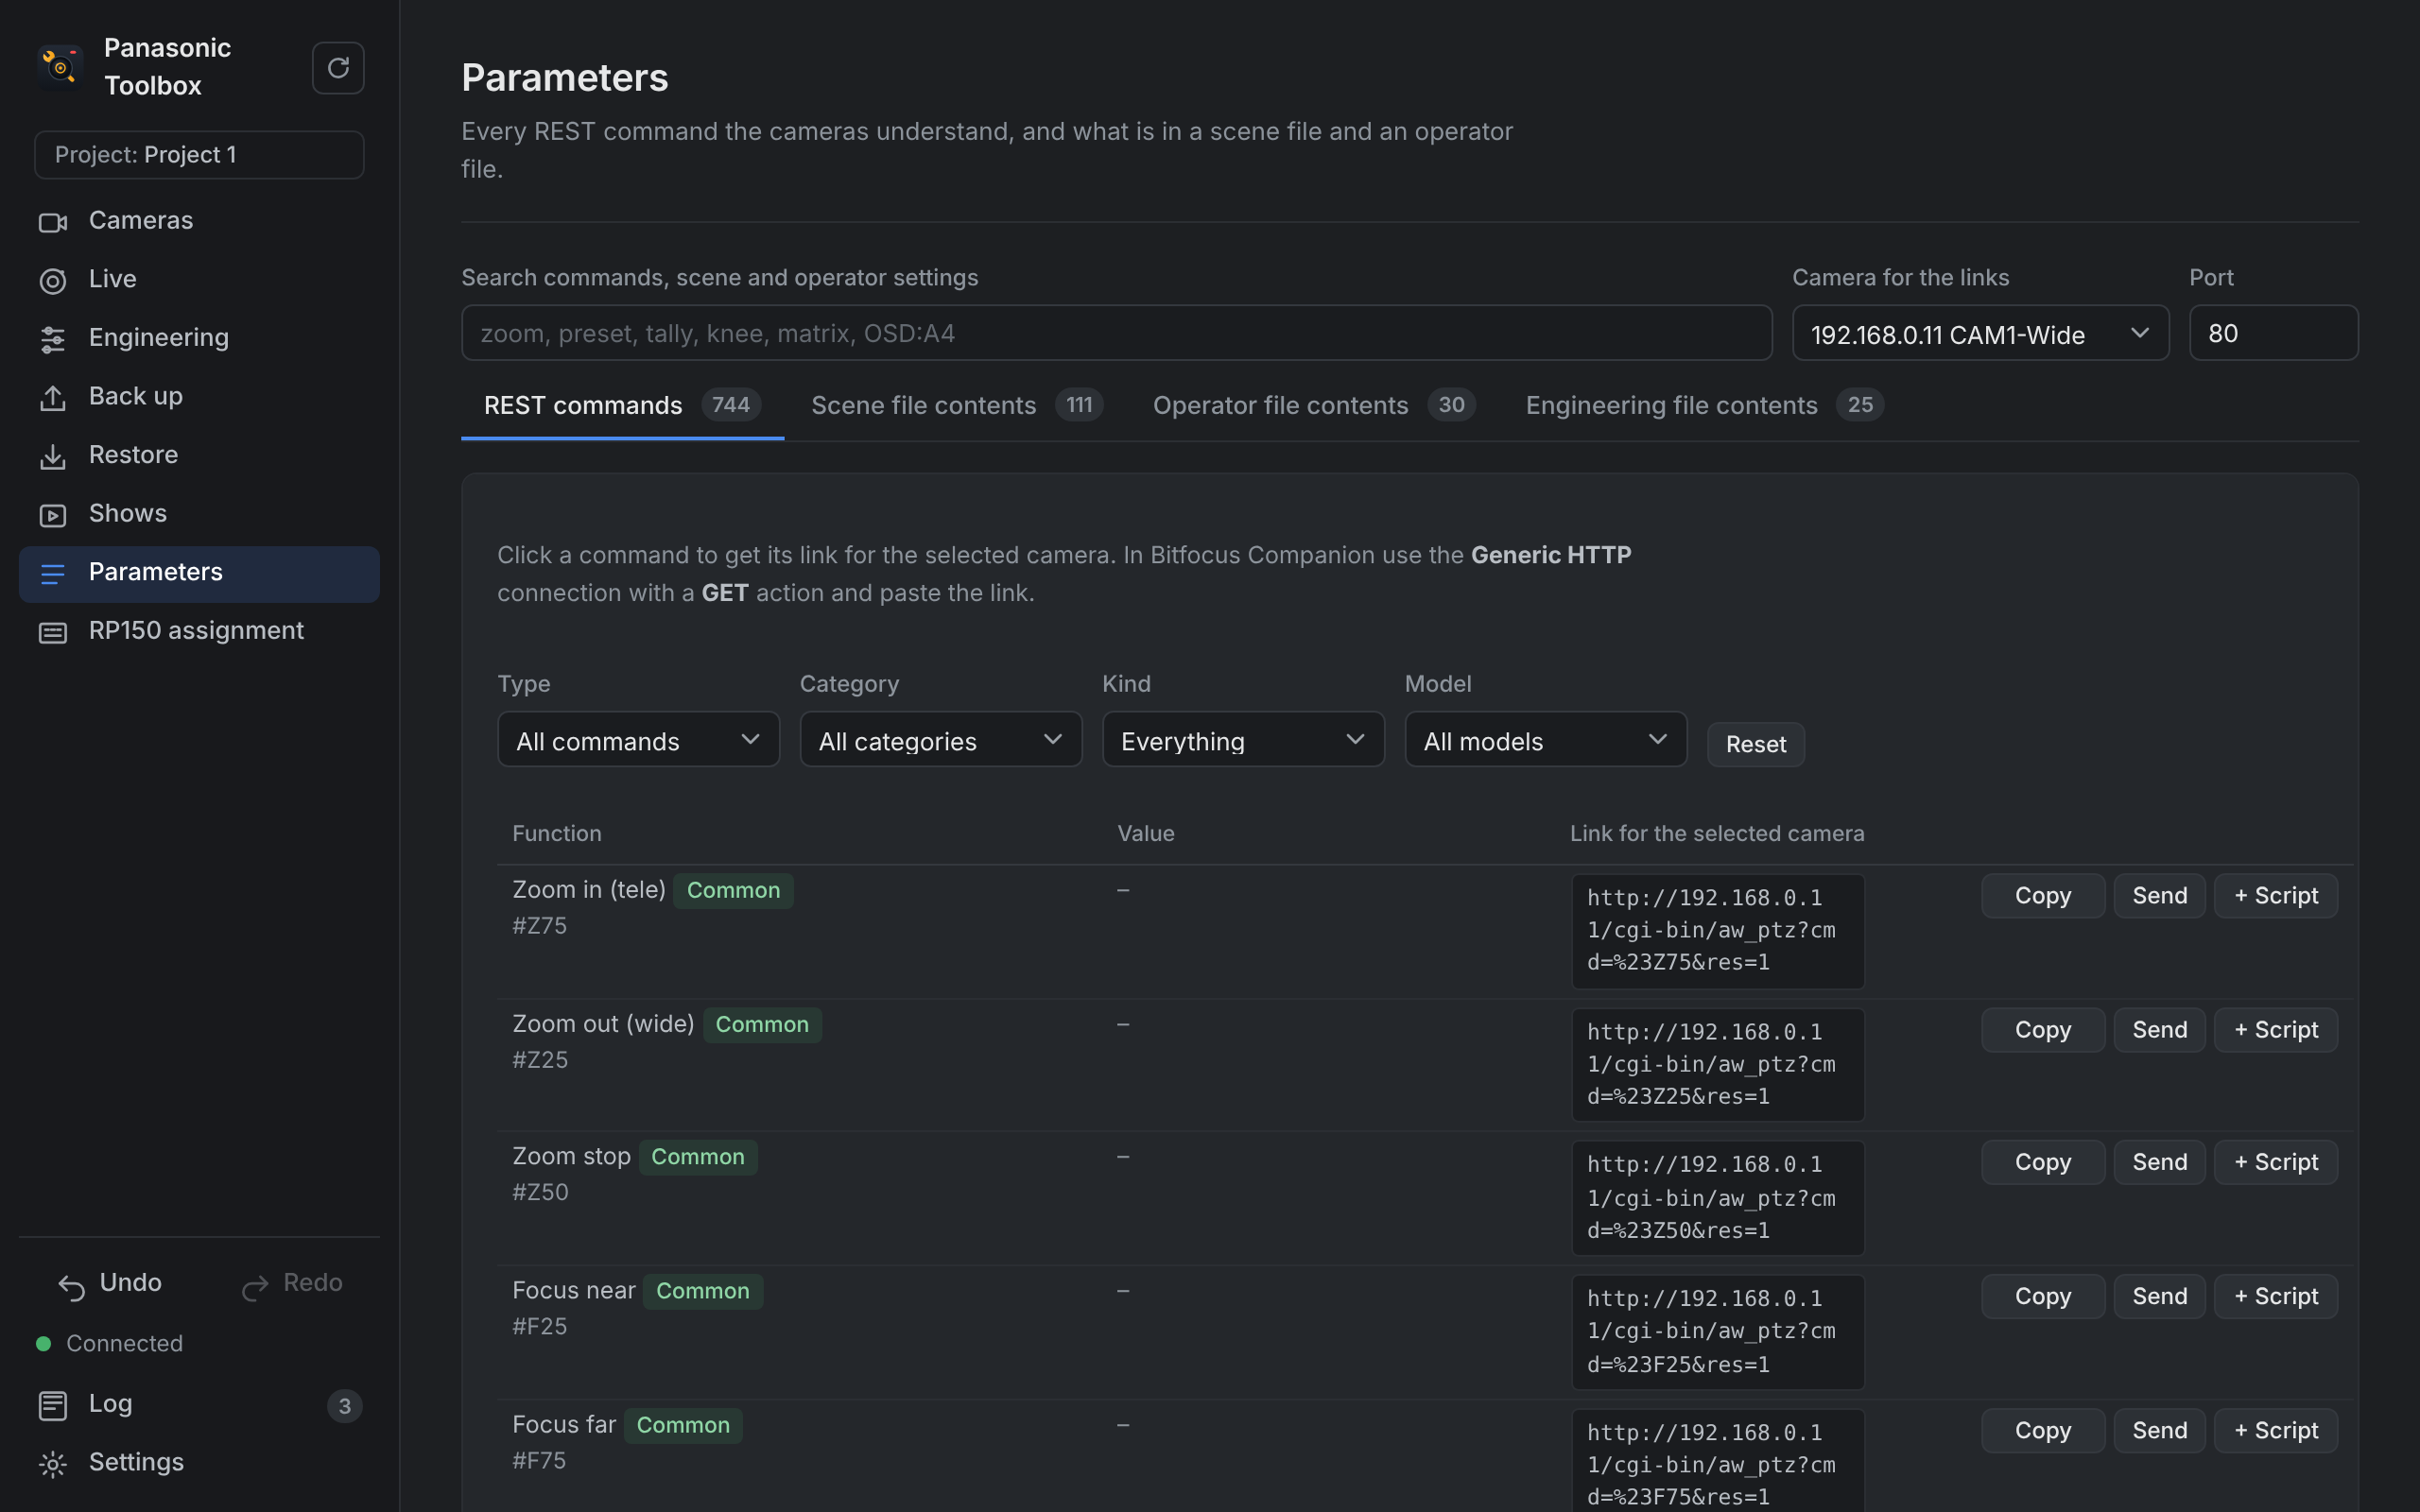 Panasonic
Toolbox
Project: Project 1
Cameras
Live
Engineering
Back up
Restore
Shows
Parameters
RP150 assignment
Undo
Redo
Connected
Log
3
Settings
Parameters
Every REST command the cameras understand, and what is in a scene file and an operator
file.
Search commands, scene and operator settings
Camera for the links
Port
zoom, preset, tally, knee, matrix, OSD:A4
192.168.0.11 CAM1-Wide
80
REST commands 744
Scene file contents 111
Operator file contents 30
Engineering file contents 25
Click a command to get its link for the selected camera. In Bitfocus Companion use the Generic HTTP
connection with a GET action and paste the link.
Type
Category
Kind
Model
All commands
All categories
Everything
All models
Reset
Function
Value
Link for the selected camera
Zoom in (tele) Common
#Z75
–
http://192.168.0.1
1/cgi-bin/aw_ptz?cm
d=%23Z75&res=1
Copy
Send
+ Script
Zoom out (wide) Common
#Z25
–
http://192.168.0.1
1/cgi-bin/aw_ptz?cm
d=%23Z25&res=1
Copy
Send
+ Script
Zoom stop Common
#Z50
–
http://192.168.0.1
1/cgi-bin/aw_ptz?cm
d=%23Z50&res=1
Copy
Send
+ Script
Focus near Common
#F25
–
http://192.168.0.1
1/cgi-bin/aw_ptz?cm
d=%23F25&res=1
Copy
Send
+ Script
Focus far Common
#F75
–
http://192.168.0.1
1/cgi-bin/aw_ptz?cm
d=%23F75&res=1
Copy
Send
+ Script